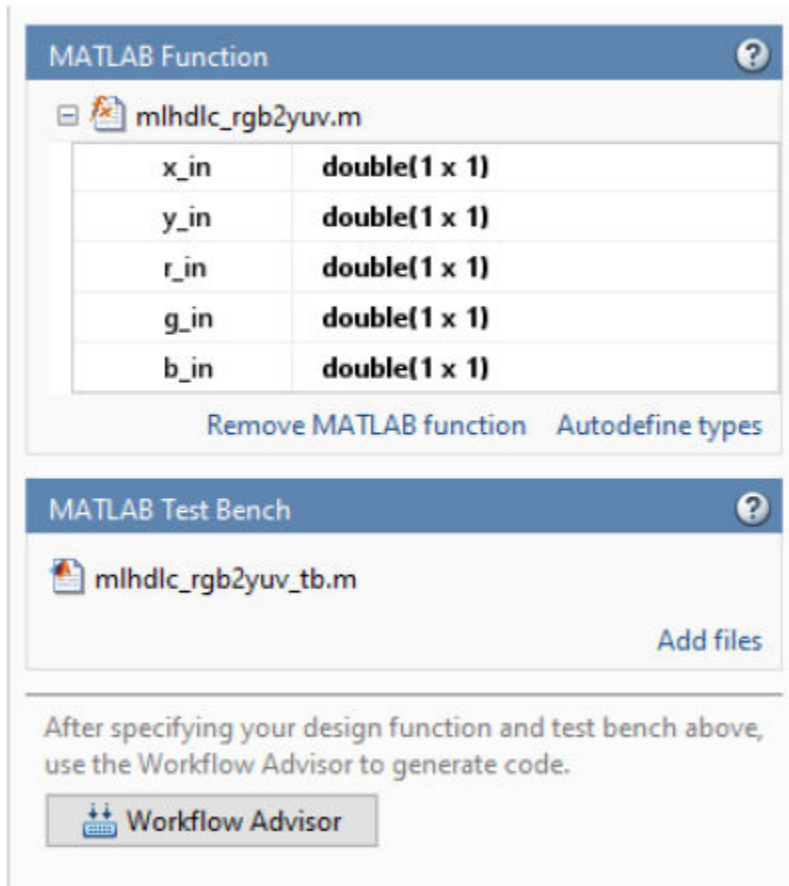 MATLAB Function ?
mlhdlc_rgb2yuv.m
x_in double(1 x 1)
y_in double(1 x 1)
r_in double(1 x 1)
g_in double(1 x 1)
b_in double(1 x 1)
Remove MATLAB function Autodefine types
MATLAB Test Bench ?
mlhdlc_rgb2yuv_tb.m
Add files
After specifying your design function and test bench above,
use the Workflow Advisor to generate code.
Workflow Advisor